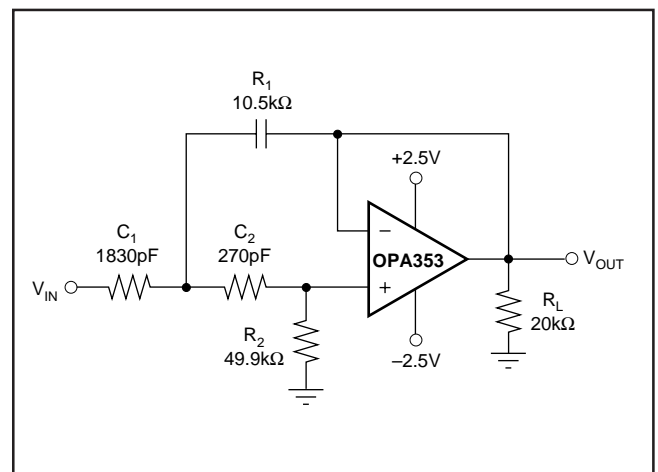 R1
10.5kΩ
+2.5V
C1
1830pF
C2
270pF
–
OPA353
+
VIN
VOUT
R2
49.9kΩ
RL
20kΩ
–2.5V